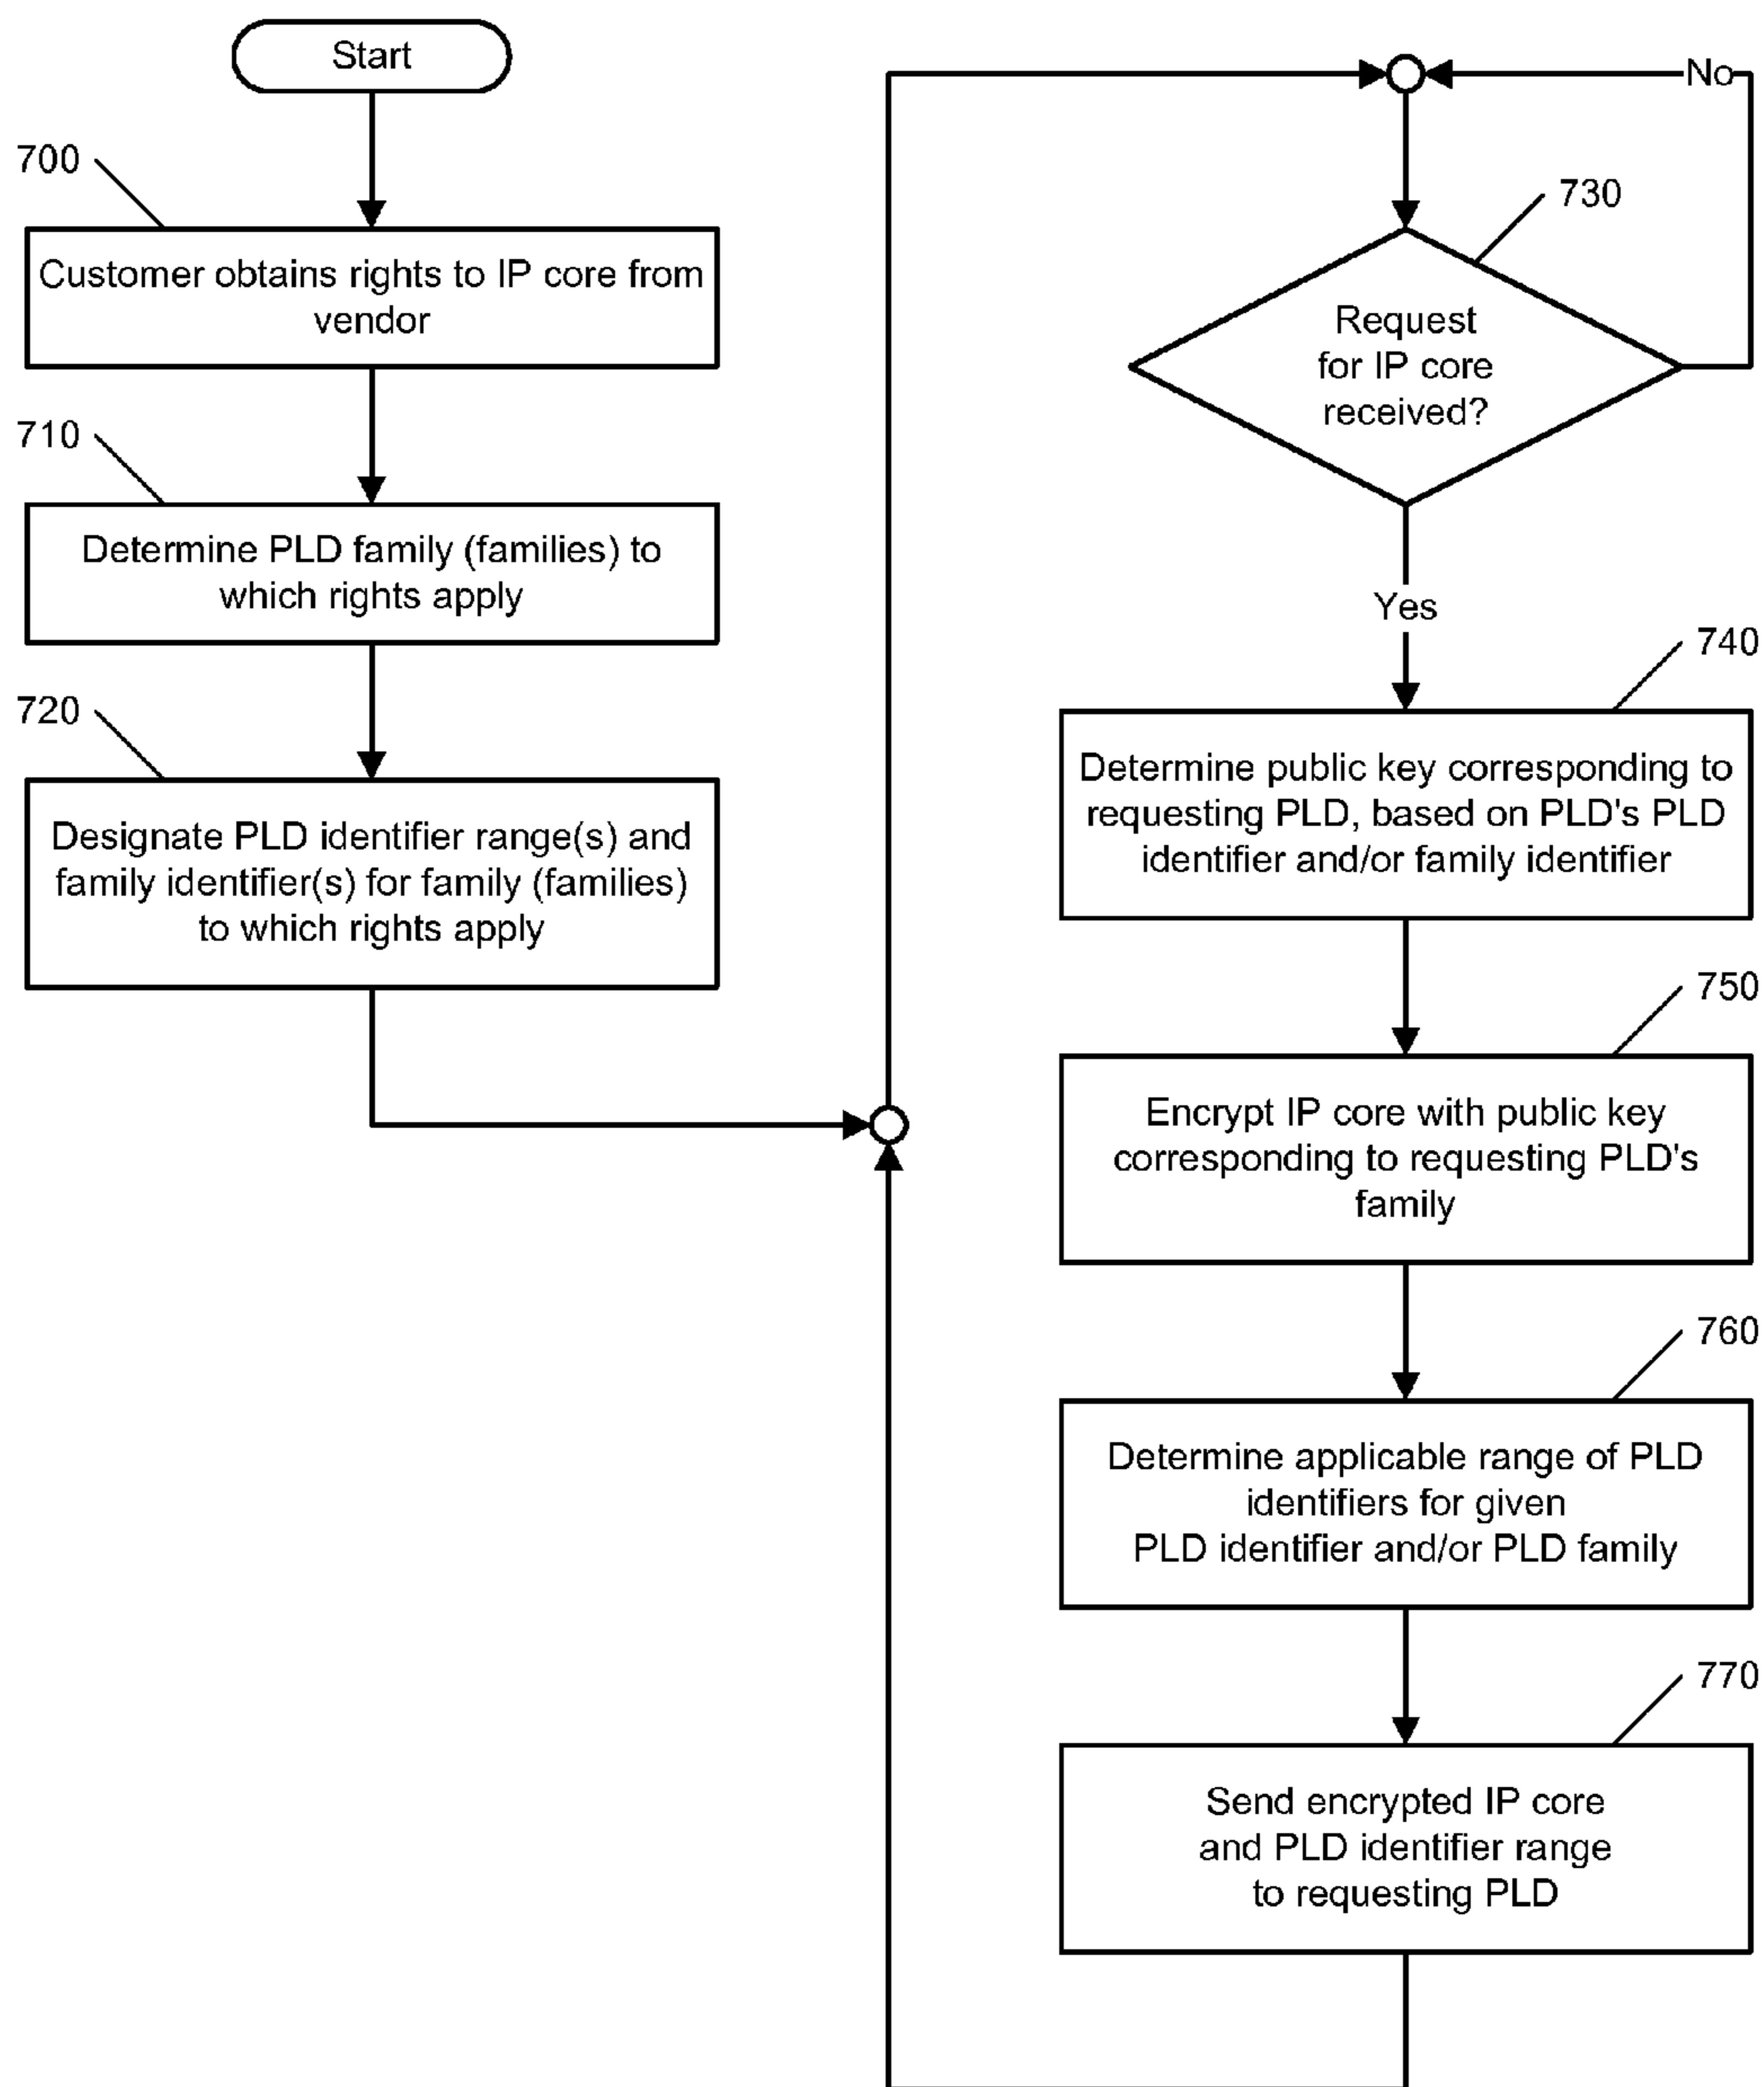 Start
700
Customer obtains rights to IP core from
vendor
710
Determine PLD family (families) to
which rights apply
720
Designate PLD identifier range(s) and
family identifier(s) for family (families)
to which rights apply
No
730
Request
for IP core
received?
Yes
740
Determine public key corresponding to
requesting PLD, based on PLD's PLD
identifier and/or family identifier
750
Encrypt IP core with public key
corresponding to requesting PLD's
family
760
Determine applicable range of PLD
identifiers for given
PLD identifier and/or PLD family
770
Send encrypted IP core
and PLD identifier range
to requesting PLD